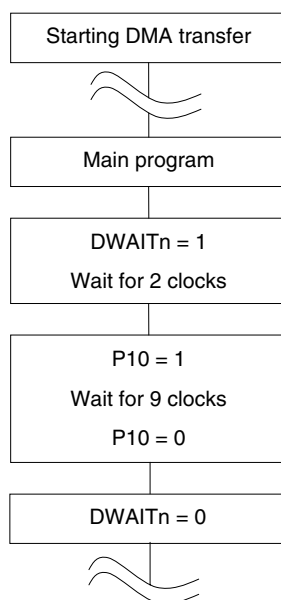 Starting DMA transfer
Main program
DWAITn = 1
Wait for 2 clocks
P10 = 1
Wait for 9 clocks
P10 = 0
DWAITn = 0